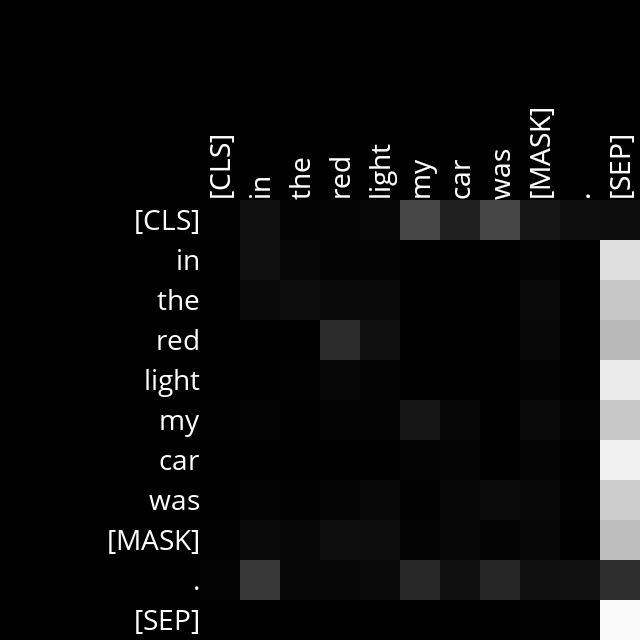 [CLS] in the red light my car was [MASK] . [SEP]
[CLS]
in
the
red
light
my
car
was
[MASK]
.
[SEP]